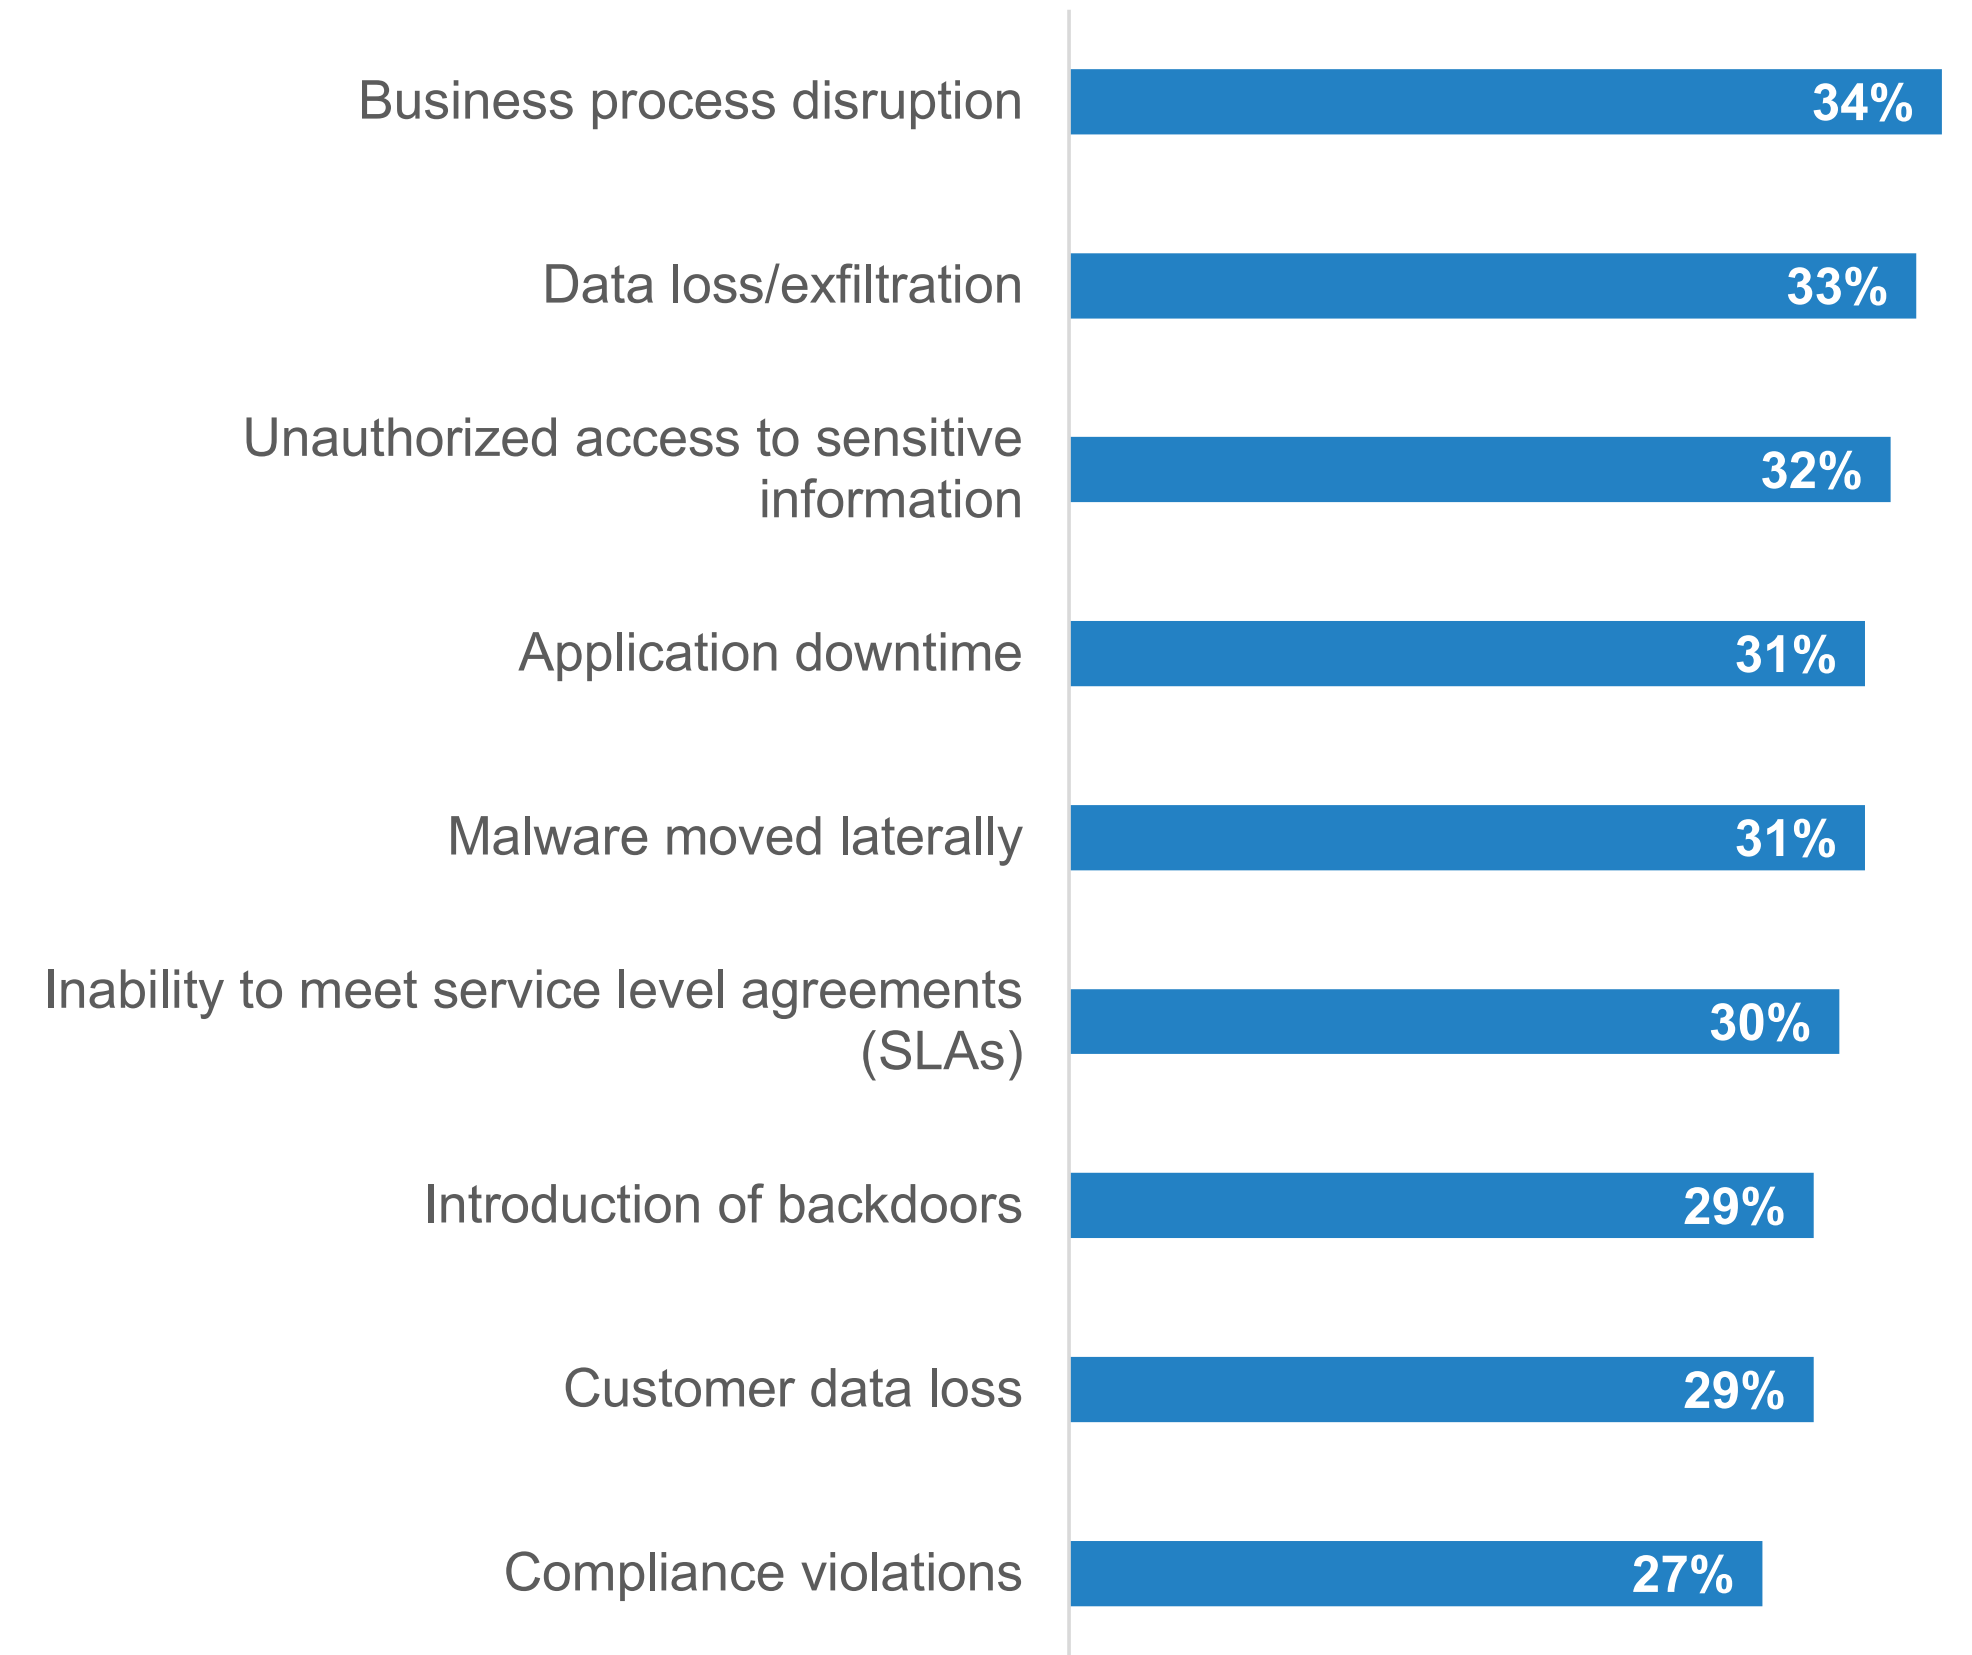 Business process disruption 34%
Data loss/exfiltration 33%
Unauthorized access to sensitive
information 32%
Application downtime 31%
Malware moved laterally 31%
Inability to meet service level agreements
(SLAs) 30%
Introduction of backdoors 29%
Customer data loss 29%
Compliance violations 27%